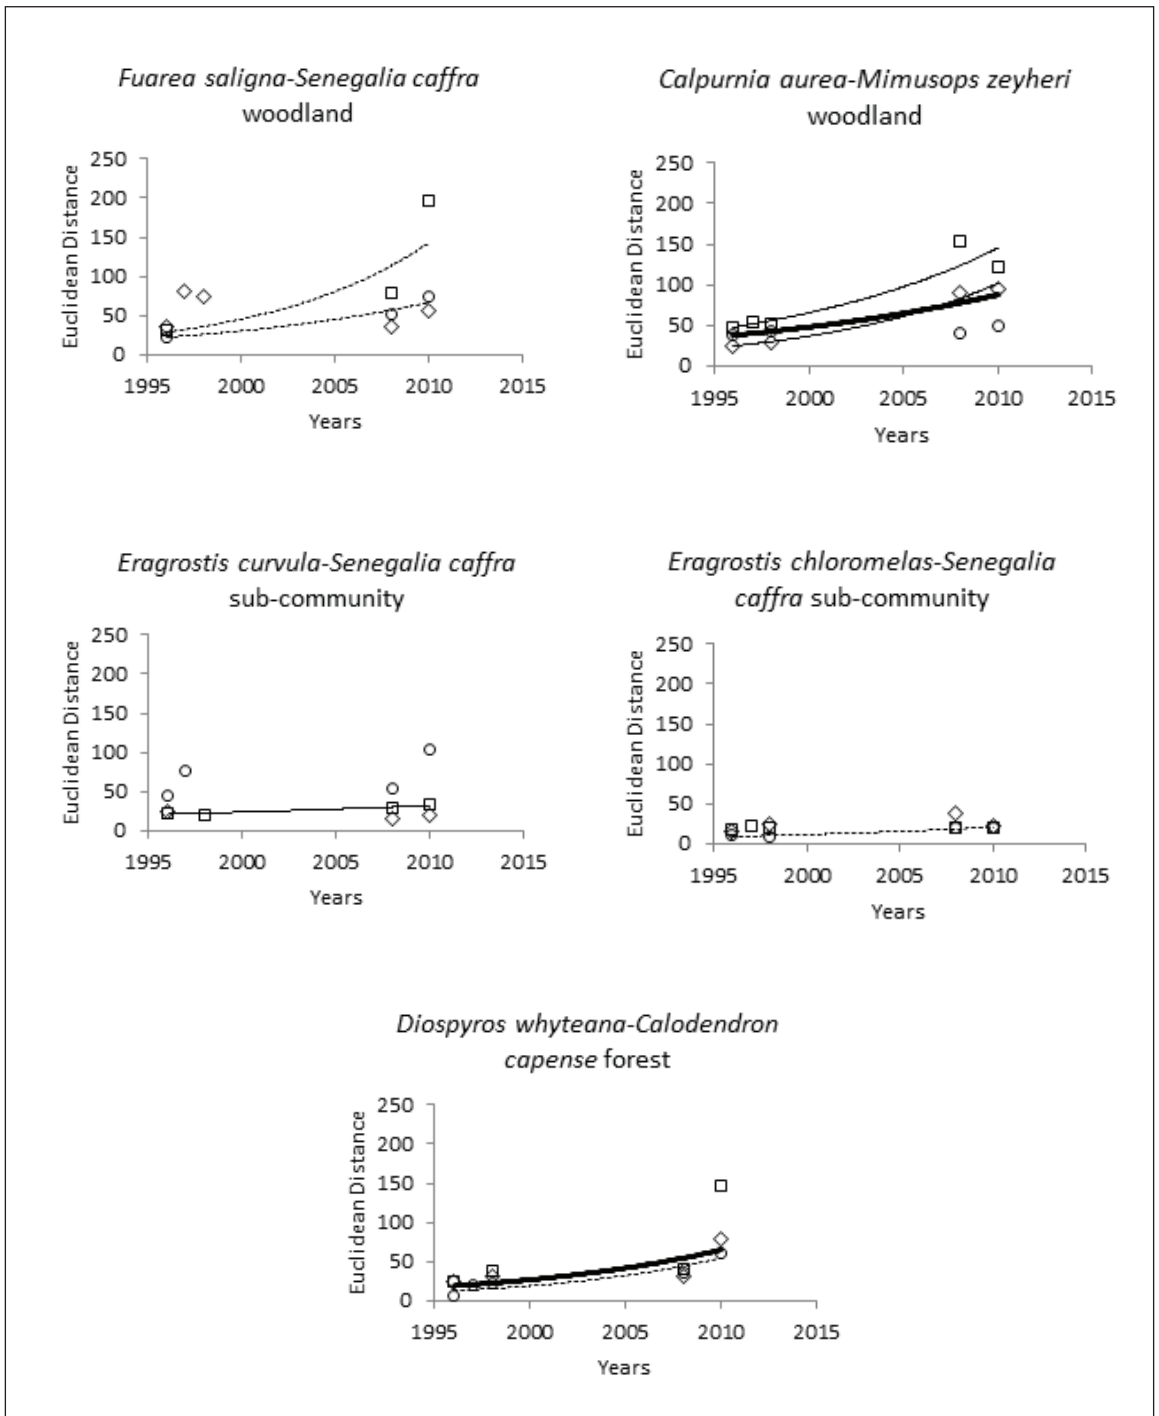 Fuarea saligna-Senegalia caffra
woodland
250
200
150
100
50
0
Euclidean Distance
1995 2000 2005 2010 2015
Years
Calpurnia aurea-Mimusops zeyheri
woodland
250
200
150
100
50
0
Euclidean Distance
1995 2000 2005 2010 2015
Years
Eragrostis curvula-Senegalia caffra
sub-community
250
200
150
100
50
0
Euclidean Distance
1995 2000 2005 2010 2015
Years
Eragrostis chloromelas-Senegalia
caffra sub-community
250
200
150
100
50
0
Euclidean Distance
1995 2000 2005 2010 2015
Years
Diospyros whyteana-Calodendron
capense forest
250
200
150
100
50
0
Euclidean Distance
1995 2000 2005 2010 2015
Years